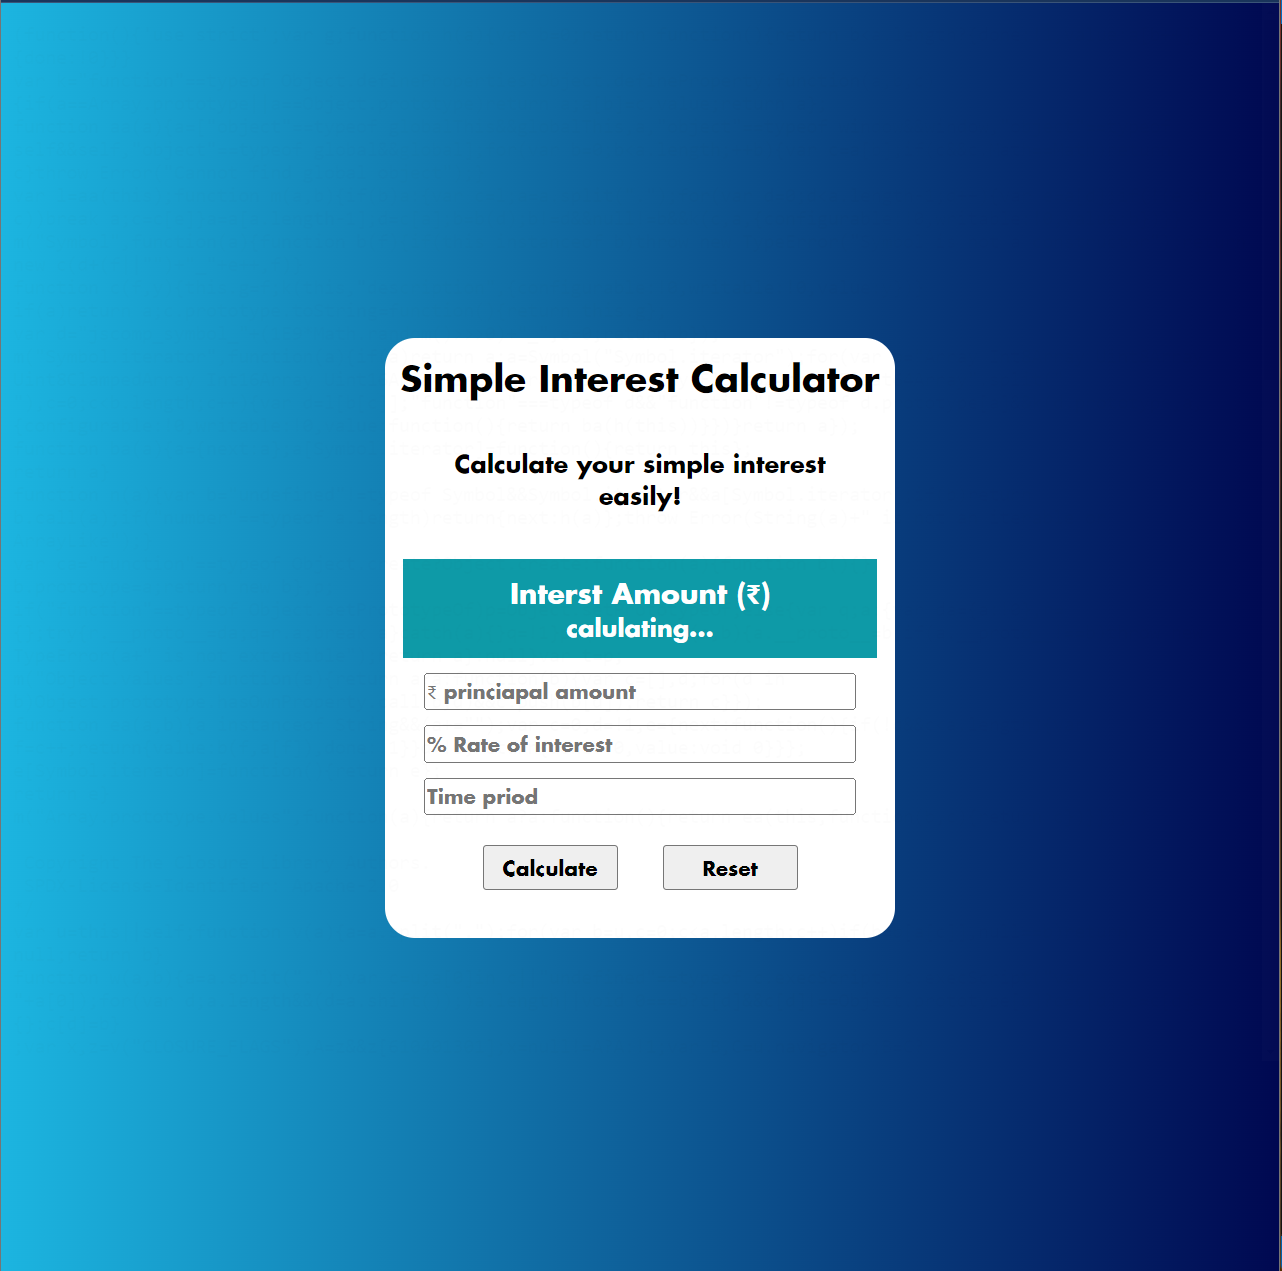 Simple Interest Calculator
Calculate your simple interest
easily!
Interst Amount (₹)
calulating...
₹ princiapal amount
% Rate of interest
Time priod
Calculate
Reset